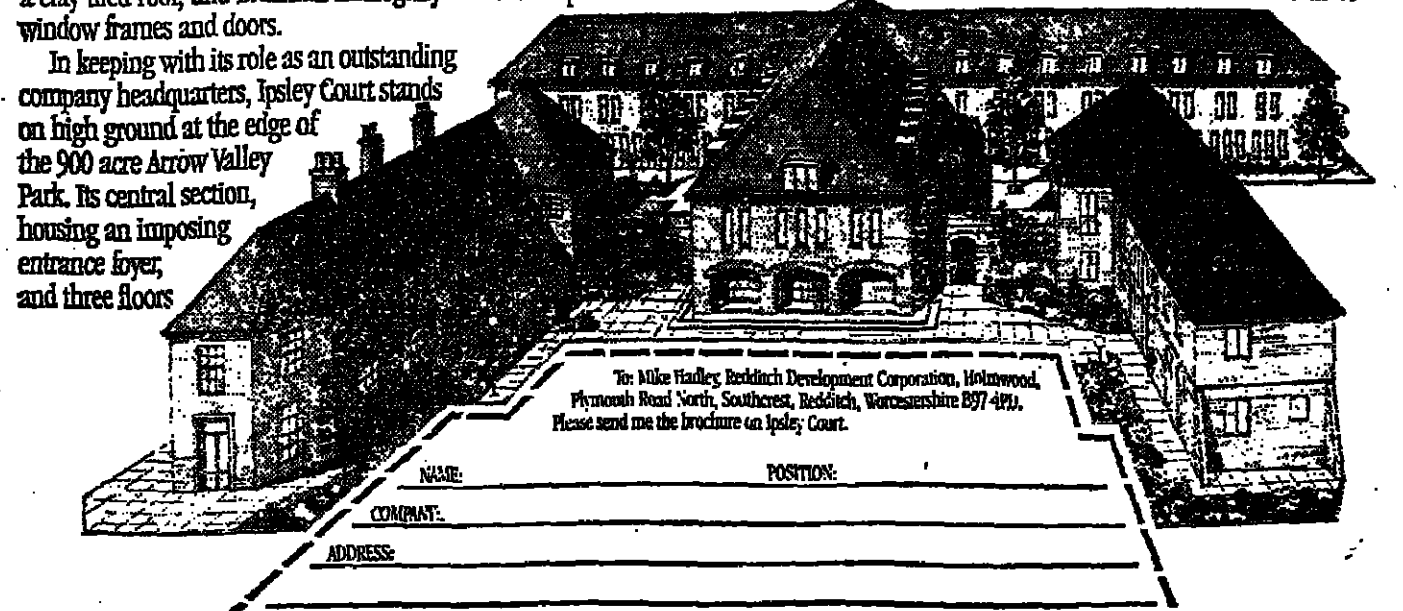 window frames and doors.
In keeping with its role as an outstanding
company headquarters, Ipsley Court stands
on high ground at the edge of
the 900 acre Arrow Valley
Park. Its central section,
housing an imposing
entrance foyer,
and three floors
To: Mike Hadley, Redditch Development Corporation, Holmwood,
Plymouth Road North, Southcrest, Redditch, Worcestershire B97 4PD.
Please send me the brochure on Ipsley Court.
NAME: POSITION:
COMPANY:
ADDRESS: